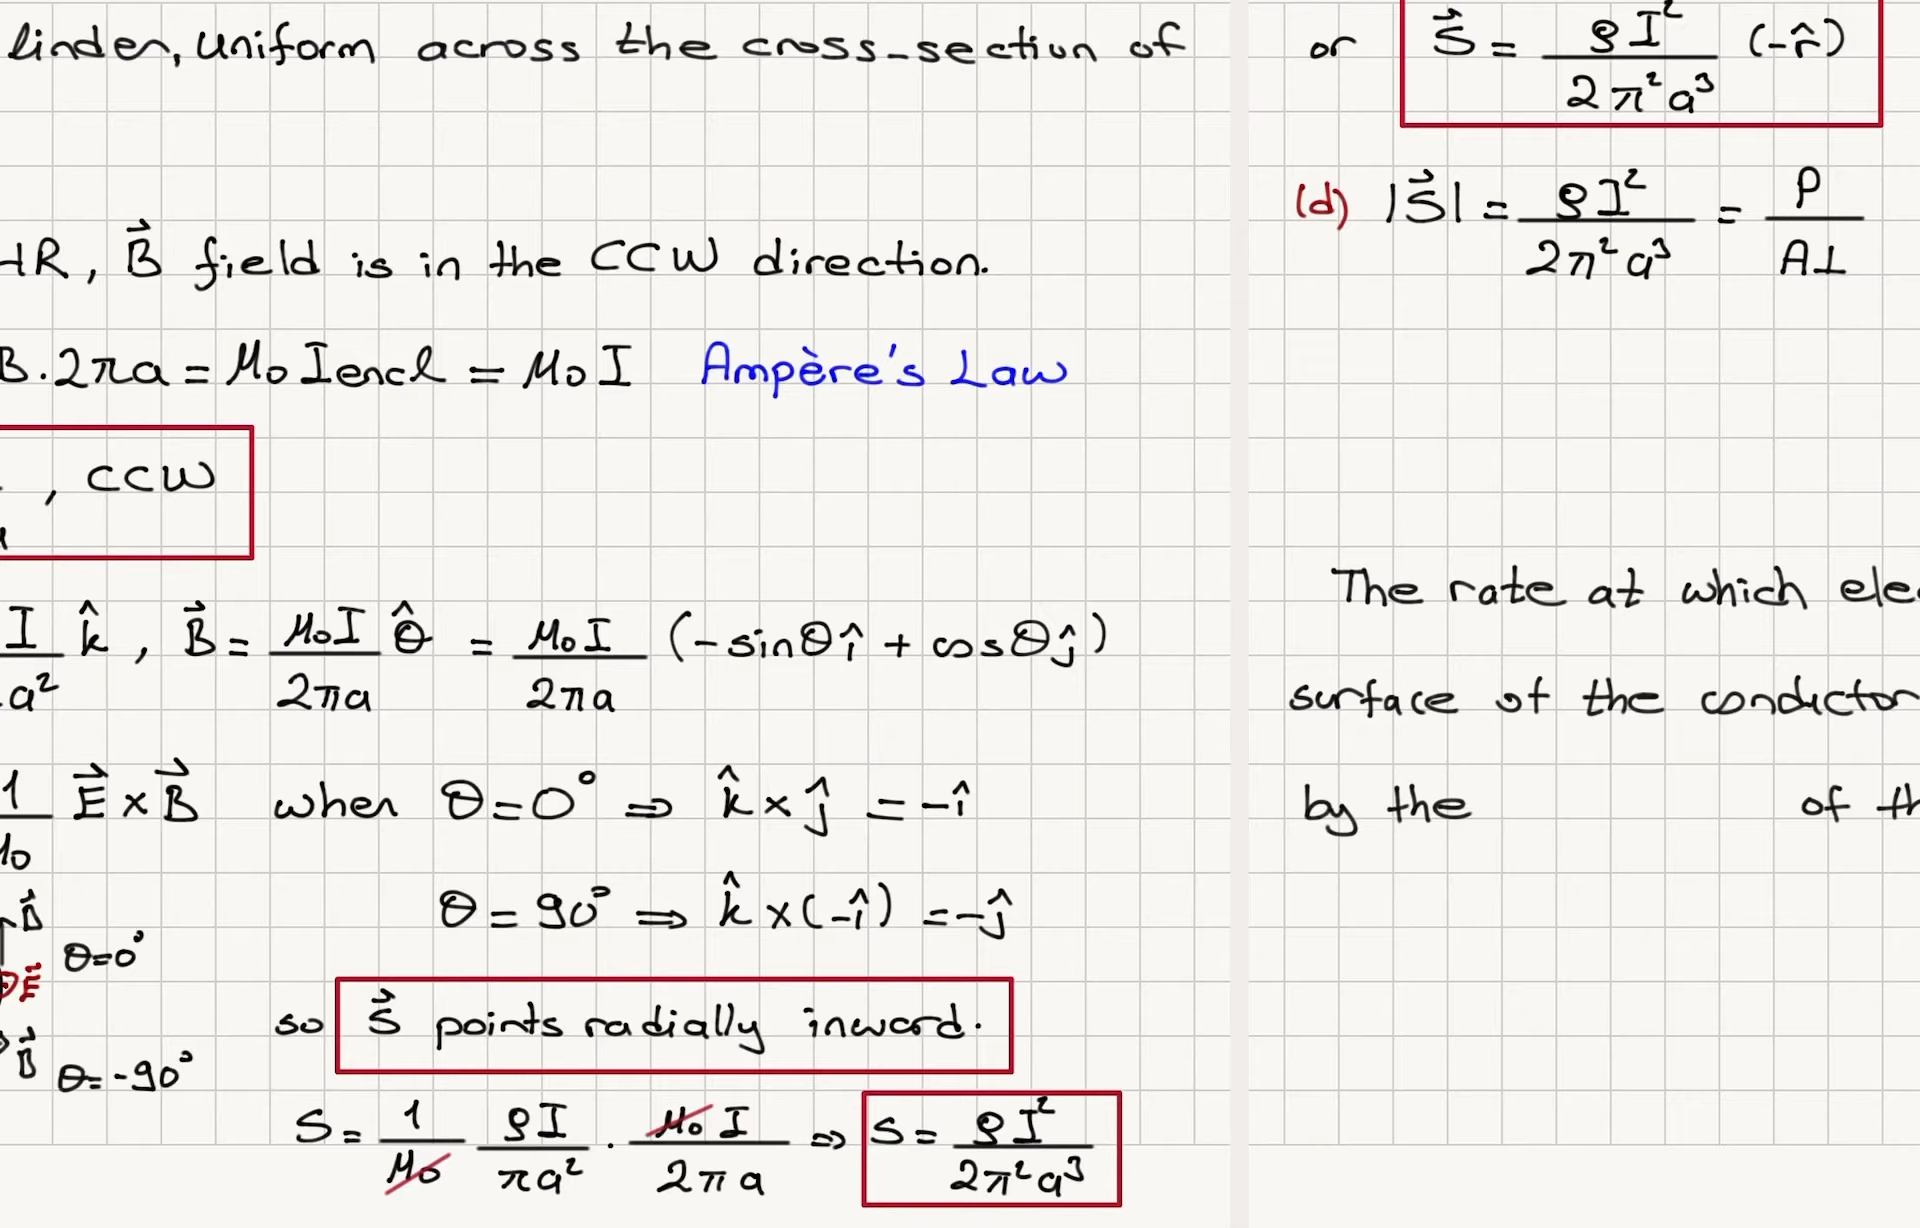 linder, uniform across the cross-section of
HR, B⃗ field is in the CCW direction.
B.2πa = μ₀ Iencl = μ₀ I Ampère's Law
, CCW
I/a² k̂ , B⃗ = μ₀I/2πa θ̂ = μ₀I/2πa (-sinθ î + cosθ ĵ)
1/μ₀ E⃗ × B⃗ when θ=0° ⇒ k̂ × ĵ = -î
θ = 90° ⇒ k̂ × (-î) = -ĵ
B⃗ θ=0°
E⃗
B⃗ θ=-90°
so S⃗ points radially inward.
S = 1/μ₀ ρI/πa² . μ₀I/2πa ⇒ S = ρI²/2π²a³
or S⃗ = ρI²/2π²a³ (-r̂)
(d) |S⃗| = ρI²/2π²a³ = P/A⊥
The rate at which ele
surface of the conductor
by the of th